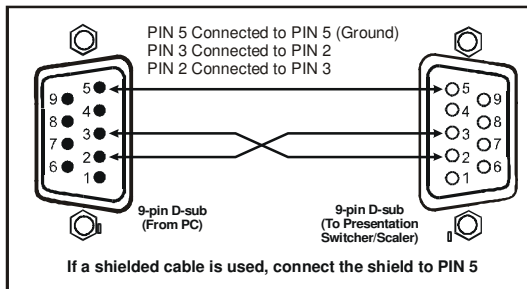 PIN 5 Connected to PIN 5 (Ground)
PIN 3 Connected to PIN 2
PIN 2 Connected to PIN 3
5
9
4
8
3
7
2
6
1
5
9
4
8
3
7
2
6
1
9-pin D-sub
(From PC)
9-pin D-sub
(To Presentation
Switcher/Scaler)
If a shielded cable is used, connect the shield to PIN 5